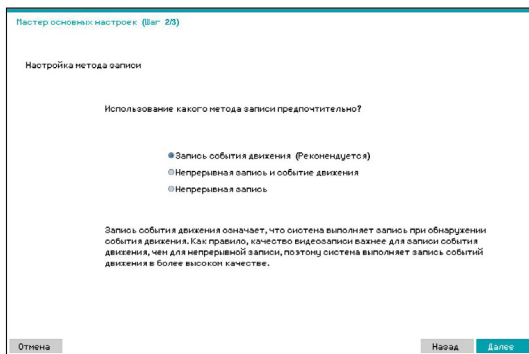 Мастер основных настроек (Шаг 2/3)
Настройка метода записи
Использование какого метода записи предпочтительно?
Запись события движения (Рекомендуется)
Непрерывная запись и событие движения
Непрерывная запись
Запись события движения означает, что система выполняет запись при обнаружении
события движения. Как правило, качество видеозаписи важнее для записи события
движения, чем для непрерывной записи, поэтому система выполняет запись событий
движения в более высоком качестве.
Отмена
Назад
Далее